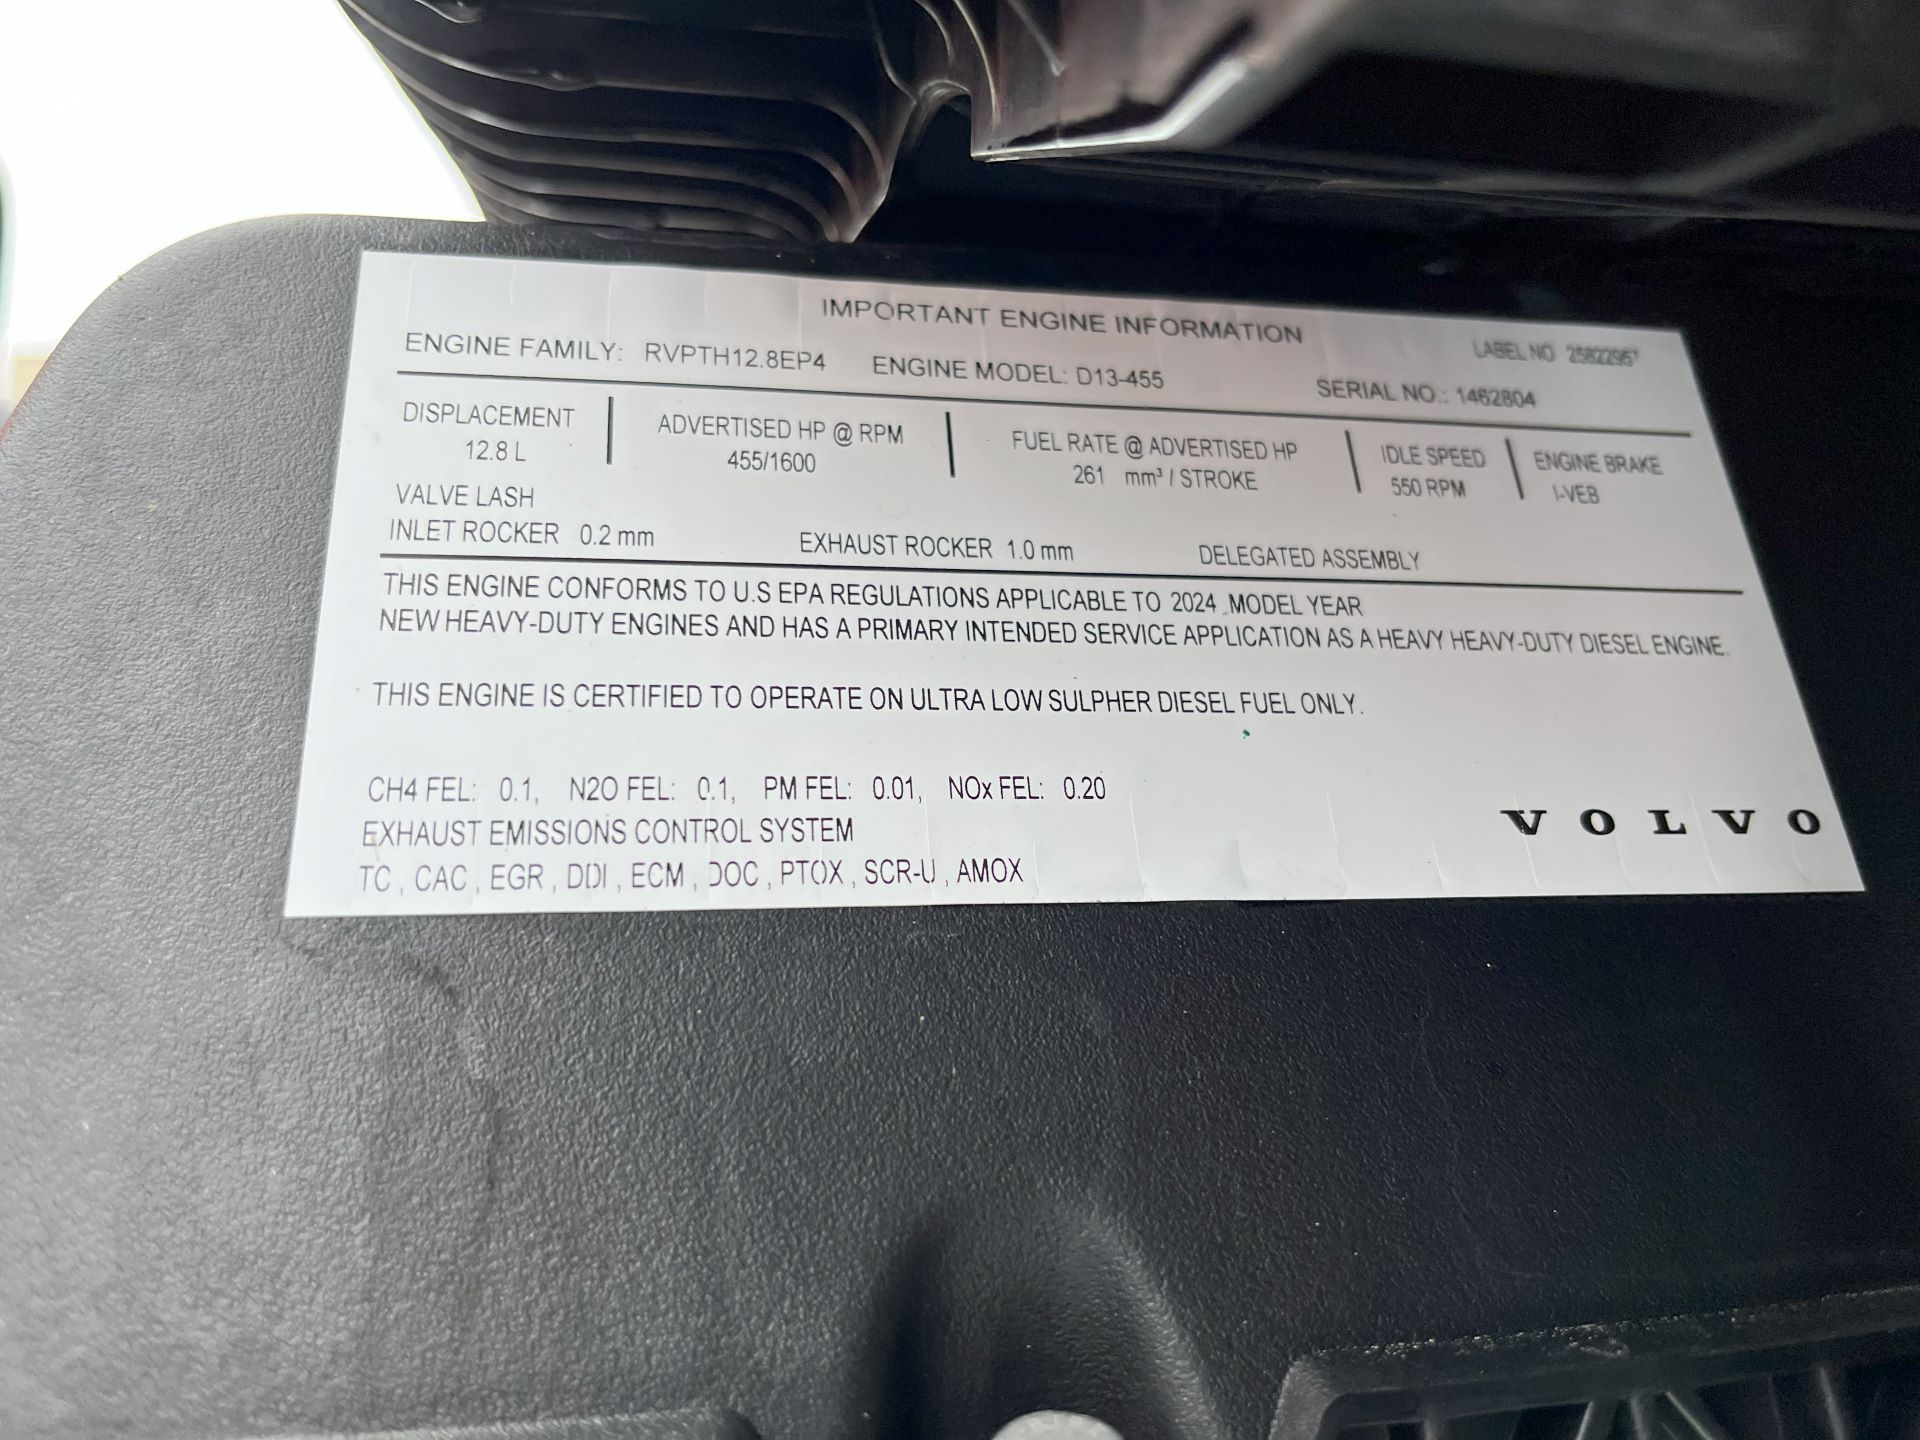 IMPORTANT ENGINE INFORMATION
LABEL NO 25822957
ENGINE FAMILY: RVPTH12.8EP4 ENGINE MODEL: D13-455 SERIAL NO.: 1462804
DISPLACEMENT ADVERTISED HP @ RPM FUEL RATE @ ADVERTISED HP IDLE SPEED ENGINE BRAKE
12.8 L 455/1600 261 mm³ / STROKE 550 RPM I-VEB
VALVE LASH
INLET ROCKER 0.2 mm EXHAUST ROCKER 1.0 mm DELEGATED ASSEMBLY
THIS ENGINE CONFORMS TO U.S EPA REGULATIONS APPLICABLE TO 2024 MODEL YEAR
NEW HEAVY-DUTY ENGINES AND HAS A PRIMARY INTENDED SERVICE APPLICATION AS A HEAVY HEAVY-DUTY DIESEL ENGINE.
THIS ENGINE IS CERTIFIED TO OPERATE ON ULTRA LOW SULPHER DIESEL FUEL ONLY.
CH4 FEL: 0.1, N2O FEL: 0.1, PM FEL: 0.01, NOx FEL: 0.20
EXHAUST EMISSIONS CONTROL SYSTEM
TC , CAC , EGR , DDI , ECM , DOC , PTOX , SCR-U , AMOX
VOLVO